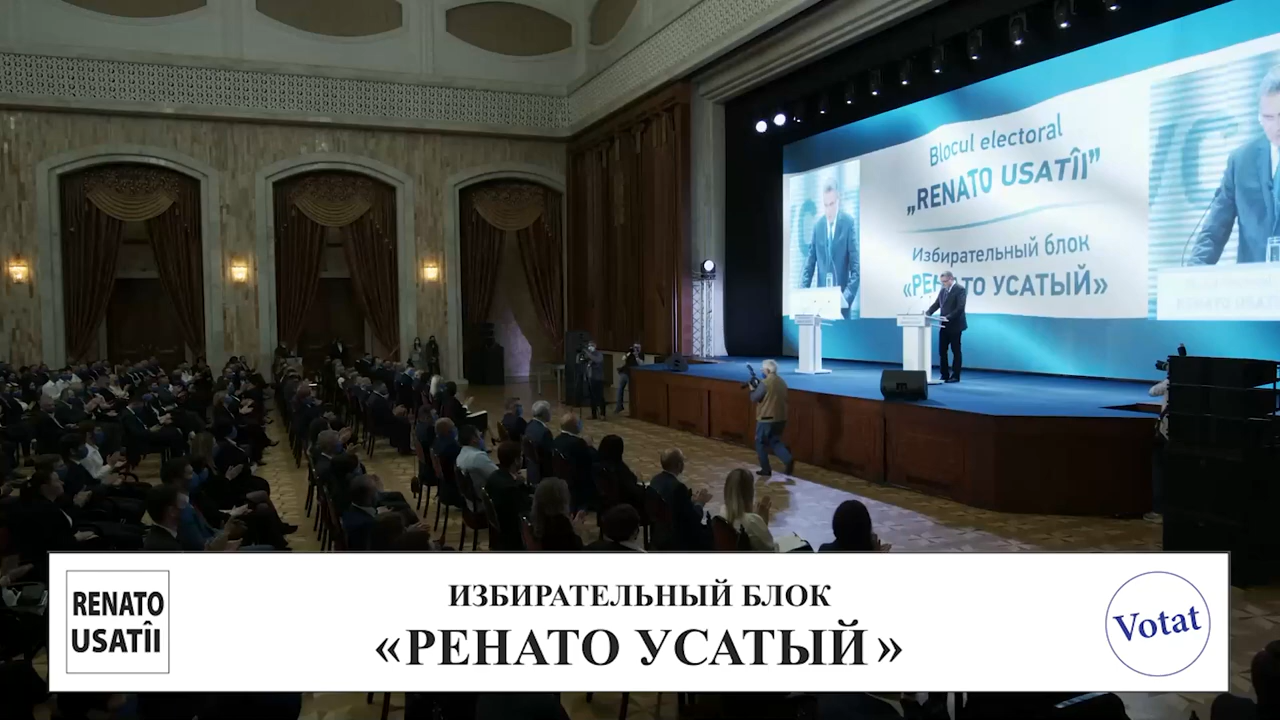 Blocul electoral
„RENATO USATÎI”
Избирательный блок
«РЕНАТО УСАТЫЙ»
RENATO
USATÎI
ИЗБИРАТЕЛЬНЫЙ БЛОК
«РЕНАТО УСАТЫЙ»
Votat